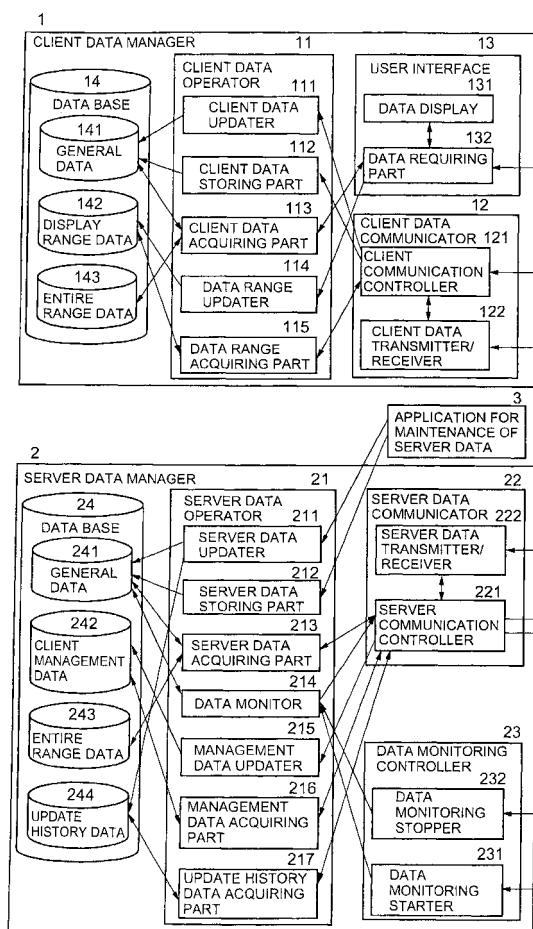 1
CLIENT DATA MANAGER
14
DATA BASE
141
GENERAL
DATA
142
DISPLAY
RANGE DATA
143
ENTIRE
RANGE DATA
11
CLIENT DATA
OPERATOR
111
CLIENT DATA
UPDATER
112
CLIENT DATA
STORING PART
113
CLIENT DATA
ACQUIRING PART
114
DATA RANGE
UPDATER
115
DATA RANGE
ACQUIRING PART
13
USER INTERFACE
131
DATA DISPLAY
132
DATA REQUIRING
PART
12
CLIENT DATA
COMMUNICATOR
121
CLIENT
COMMUNICATION
CONTROLLER
122
CLIENT DATA
TRANSMITTER/
RECEIVER
3
APPLICATION FOR
MAINTENANCE OF
SERVER DATA
2
SERVER DATA MANAGER
24
DATA BASE
241
GENERAL
DATA
242
CLIENT
MANAGEMENT
DATA
243
ENTIRE
RANGE DATA
244
UPDATE
HISTORY DATA
21
SERVER DATA
OPERATOR
211
SERVER DATA
UPDATER
212
SERVER DATA
STORING PART
213
SERVER DATA
ACQUIRING PART
214
DATA MONITOR
215
MANAGEMENT
DATA UPDATER
216
MANAGEMENT
DATA ACQUIRING
PART
217
UPDATE HISTORY
DATA ACQUIRING
PART
22
SERVER DATA
COMMUNICATOR
222
SERVER DATA
TRANSMITTER/
RECEIVER
221
SERVER
COMMUNICATION
CONTROLLER
23
DATA MONITORING
CONTROLLER
232
DATA
MONITORING
STOPPER
231
DATA
MONITORING
STARTER